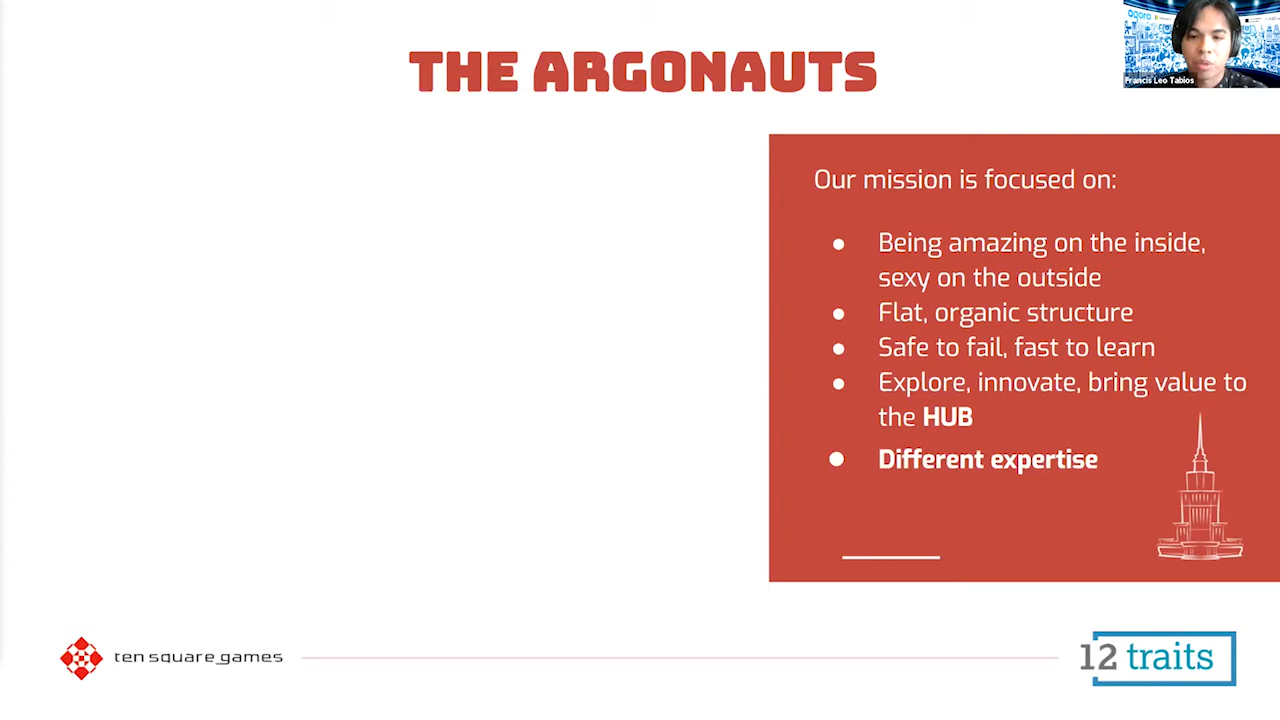 THE ARGONAUTS
agora
Francis Leo Tabios
Our mission is focused on:
● Being amazing on the inside,
sexy on the outside
● Flat, organic structure
● Safe to fail, fast to learn
● Explore, innovate, bring value to
the HUB
● Different expertise
ten square_games
12 traits